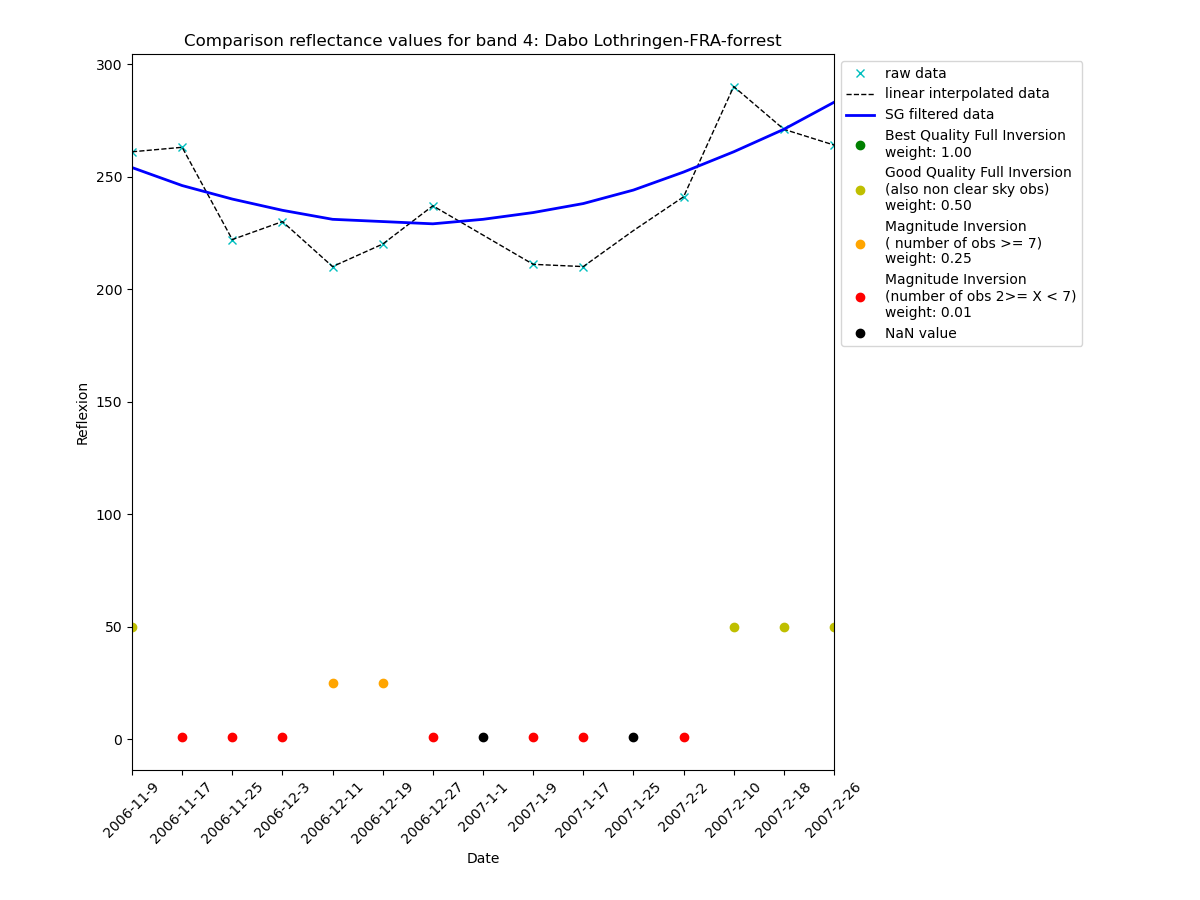 Comparison reflectance values for band 4: Dabo Lothringen-FRA-forrest
300
250
200
150
100
50
0
Reflexion
2006-11-9
2006-11-17
2006-11-25
2006-12-3
2006-12-11
2006-12-19
2006-12-27
2007-1-1
2007-1-9
2007-1-17
2007-1-25
2007-2-2
2007-2-10
2007-2-18
2007-2-26
Date
raw data
linear interpolated data
SG filtered data
Best Quality Full Inversion
weight: 1.00
Good Quality Full Inversion
(also non clear sky obs)
weight: 0.50
Magnitude Inversion
( number of obs >= 7)
weight: 0.25
Magnitude Inversion
(number of obs 2>= X < 7)
weight: 0.01
NaN value